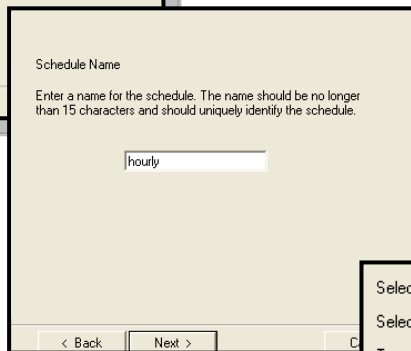 Schedule Name
Enter a name for the schedule. The name should be no longer
than 15 characters and should uniquely identify the schedule.
hourly
< Back Next >